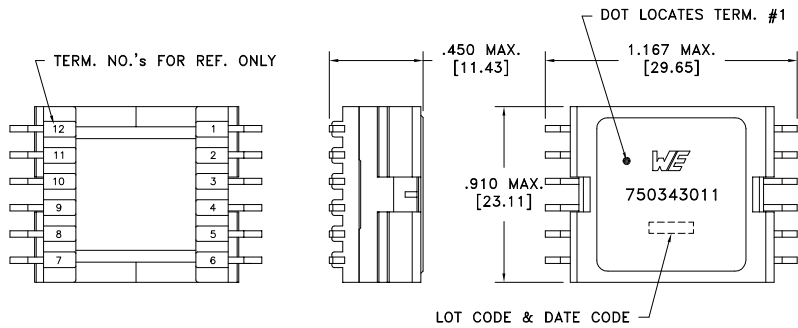 DOT LOCATES TERM. #1
TERM. NO.'s FOR REF. ONLY
.450 MAX.
[11.43]
1.167 MAX.
[29.65]
12 1
11 2
10 3
9 4
8 5
7 6
.910 MAX.
[23.11]
WE
750343011
LOT CODE & DATE CODE